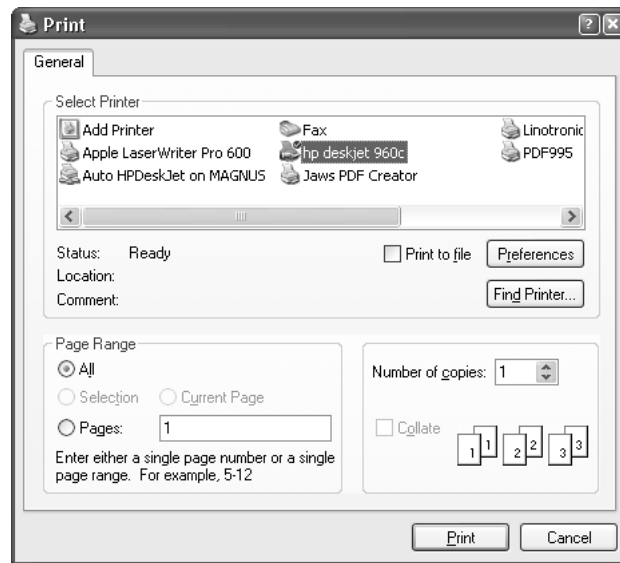 Print
General
Select Printer
Add Printer Fax Linotronic
Apple LaserWriter Pro 600 hp deskjet 960c PDF995
Auto HPDeskJet on MAGNUS Jaws PDF Creator
Status: Ready Print to file Preferences
Location:
Comment: Find Printer...
Page Range
All Number of copies: 1
Selection Current Page
Pages: 1 Collate 1 1 2 2 3 3
Enter either a single page number or a single
page range. For example, 5-12
Print Cancel